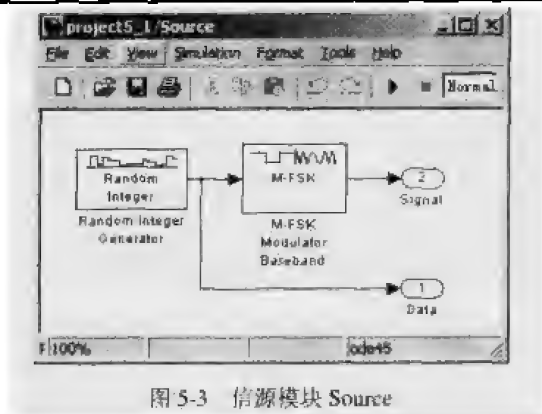 project5_1/Source
File Edit View Simulation Format Tools Help
Normal
Random
Integer
Random Integer
Generator
M-FSK
M-FSK
Modulator
Baseband
2
Signal
1
Data
100%
ode45
图 5-3 信源模块 Source